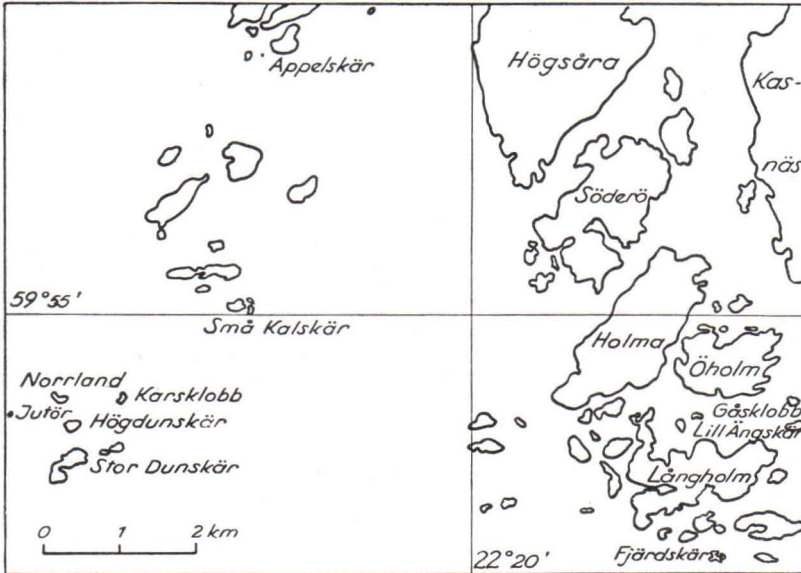 Högsåra
Appelskär
Kas-
näs
Söderö
59°55'
Små Kalskär
Holma
Öholm
Norrland
Karsklobb
Jutör
Högdunskär
Gåsklobb
Lill Ängskär
Stor Dunskär
Långholm
0 1 2 km
22°20'
Fjärdskär